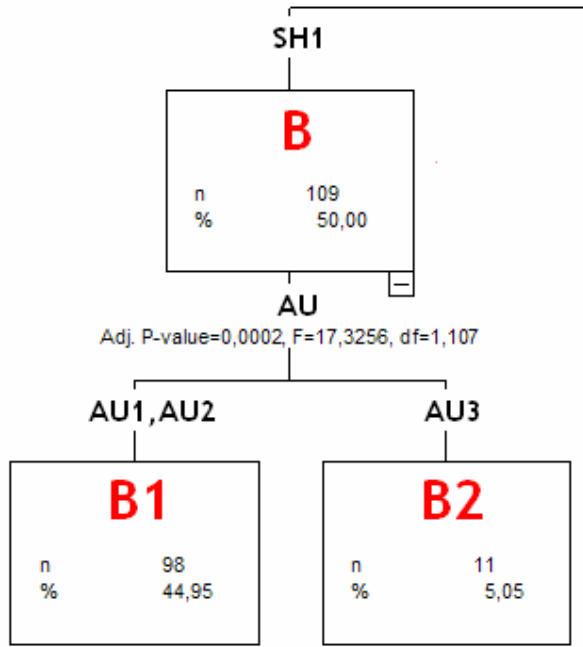 SH1
B
n 109
% 50,00
AU
Adj. P-value=0,0002, F=17,3256, df=1,107
AU1,AU2 AU3
B1 B2
n 98 n 11
% 44,95 % 5,05